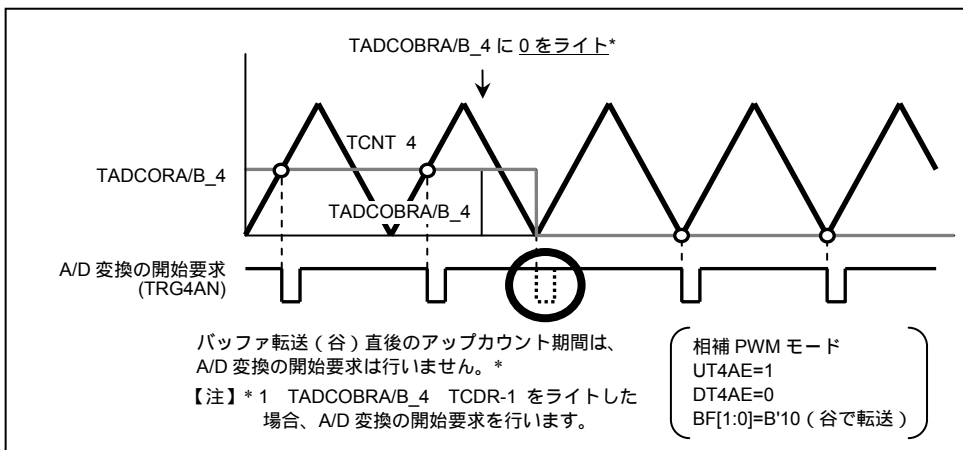 TADCOBRA/B_4 に 0 をライト*
TCNT 4
TADCORA/B_4
TADCOBRA/B_4
A/D 変換の開始要求
(TRG4AN)
バッファ転送（谷）直後のアップカウント期間は、
A/D 変換の開始要求は行いません。*
【注】* 1 TADCOBRA/B_4 TCDR-1 をライトした
場合、A/D 変換の開始要求を行います。
相補 PWM モード
UT4AE=1
DT4AE=0
BF[1:0]=B'10（谷で転送）